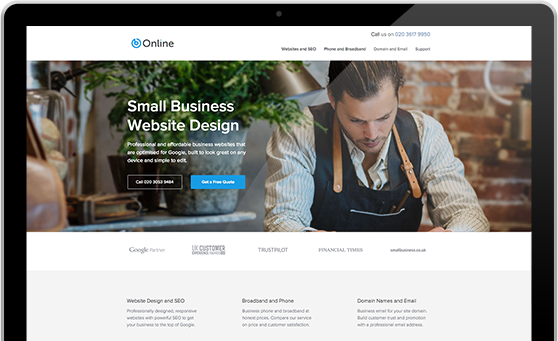 Call us on 020 3617 9950
Online
Websites and SEO Phone and Broadband Domain and Email Support
Small Business
Website Design
Professional and affordable business websites that
are optimised for Google, built to look great on any
device and simple to edit.
Call 020 3053 9484 Get a Free Quote
Google Partner UK CUSTOMER TRUSTPILOT FINANCIAL TIMES smallbusiness.co.uk
EXPERIENCE AWARDS
Website Design and SEO Broadband and Phone Domain Names and Email
Professionally designed, responsive Business phone and broadband at Business email for your site domain.
websites with powerful SEO to get honest prices. Compare our service Build customer trust and promotion
your business to the top of Google. on price and customer satisfaction. with a professional email address.